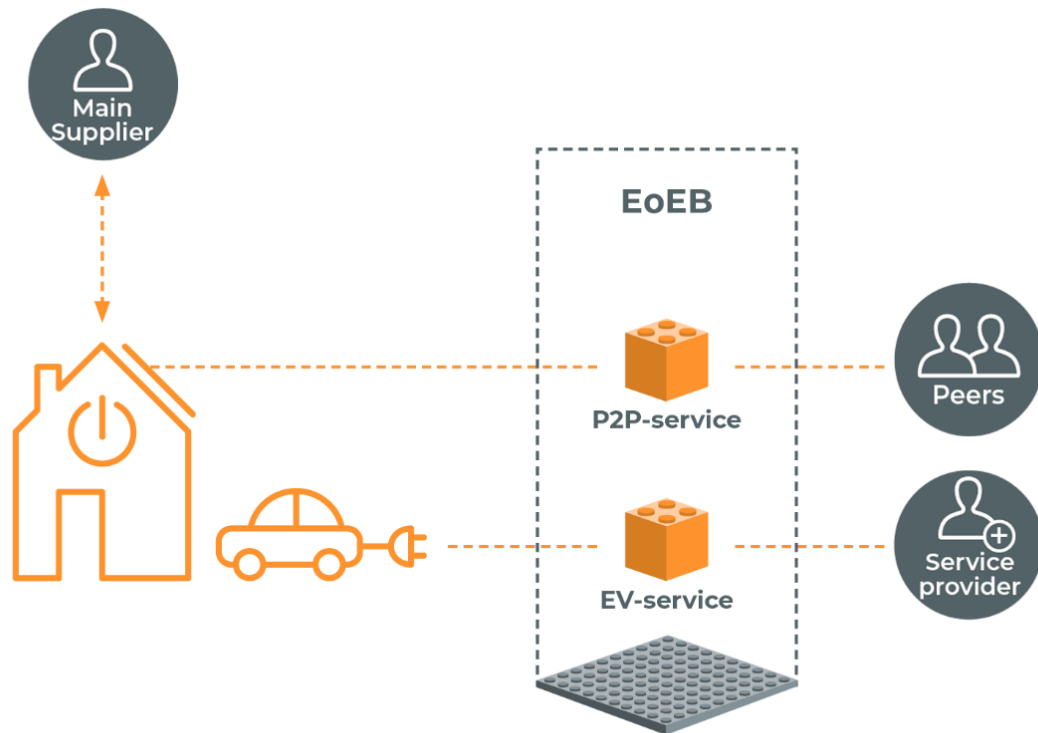 Main
Supplier
EoEB
P2P-service
Peers
EV-service
Service
provider